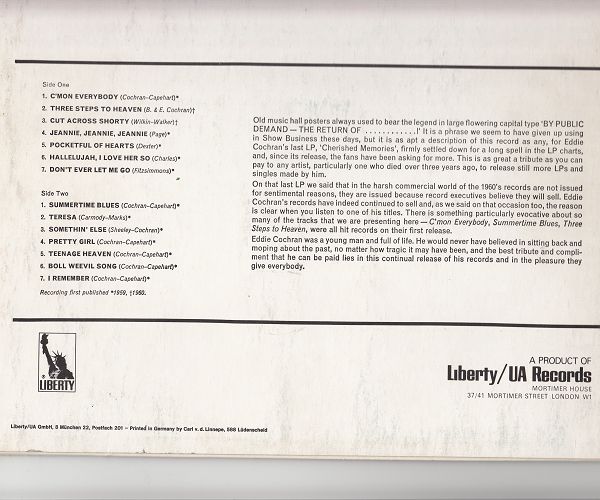 Side One
1. C'MON EVERYBODY (Cochran–Capehart)*
2. THREE STEPS TO HEAVEN (B. & E. Cochran)†
3. CUT ACROSS SHORTY (Wilkin–Walker)†
4. JEANNIE, JEANNIE, JEANNIE (Page)*
5. POCKETFUL OF HEARTS (Dexter)*
6. HALLELUJAH, I LOVE HER SO (Charles)*
7. DON'T EVER LET ME GO (Fitzsimmons)*
Side Two
1. SUMMERTIME BLUES (Cochran–Capehart)*
2. TERESA (Carmody–Marks)*
3. SOMETHIN' ELSE (Sheeley–Cochran)*
4. PRETTY GIRL (Cochran–Capehart)*
5. TEENAGE HEAVEN (Cochran–Capehart)*
6. BOLL WEEVIL SONG (Cochran–Capehart)*
7. I REMEMBER (Cochran–Capehart)*
Recording first published *1959, †1960.
Old music hall posters always used to bear the legend in large flowering capital type 'BY PUBLIC
DEMAND — THE RETURN OF ............!' It is a phrase we seem to have given up using
in Show Business these days, but it is as apt a description of this record as any, for Eddie
Cochran's last LP, 'Cherished Memories', firmly settled down for a long spell in the LP charts,
and, since its release, the fans have been asking for more. This is as great a tribute as you can
pay to any artist, particularly one who died over three years ago, to release still more LPs and
singles made by him.
On that last LP we said that in the harsh commercial world of the 1960's records are not issued
for sentimental reasons, they are issued because record executives believe they will sell. Eddie
Cochran's records have indeed continued to sell and, as we said on that occasion too, the reason
is clear when you listen to one of his titles. There is something particularly evocative about so
many of the tracks that we are presenting here — C'mon Everybody, Summertime Blues, Three
Steps to Heaven, were all hit records on their first release.
Eddie Cochran was a young man and full of life. He would never have believed in sitting back and
moping about the past, no matter how tragic it may have been, and the best tribute and compli-
ment that he can be paid lies in this continual release of his records and in the pleasure they
give everybody.
®
LIBERTY
A PRODUCT OF
Liberty/UA Records
MORTIMER HOUSE
37/41 MORTIMER STREET LONDON W1
Liberty/UA GmbH, 8 München 22, Postfach 201 – Printed in Germany by Carl v. d. Linnepe, 588 Lüdenscheid